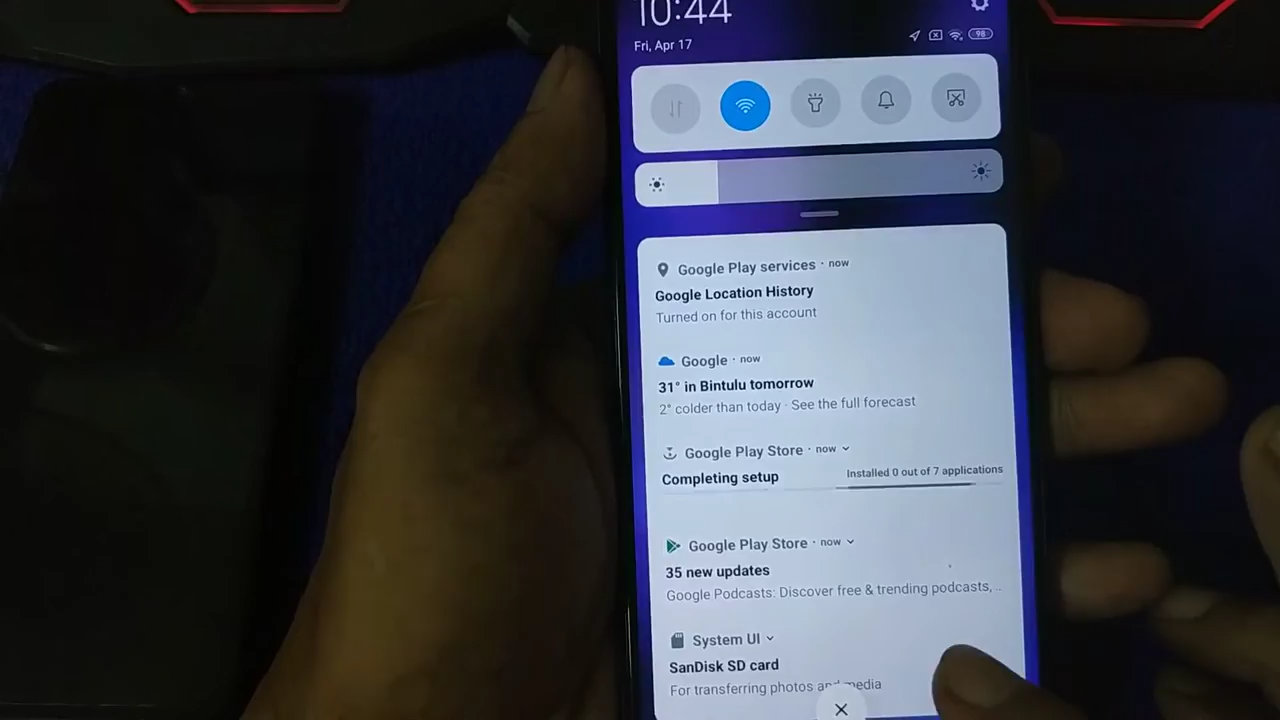 10:44
Fri, Apr 17
98
Google Play services · now
Google Location History
Turned on for this account
Google · now
31° in Bintulu tomorrow
2° colder than today · See the full forecast
Google Play Store · now
Completing setup
Installed 0 out of 7 applications
Google Play Store · now
35 new updates
Google Podcasts: Discover free & trending podcasts, ..
System UI
SanDisk SD card
For transferring photos and media